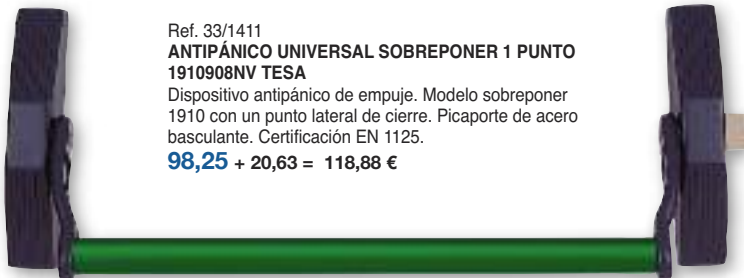 Ref. 33/1411
ANTIPÁNICO UNIVERSAL SOBREPONER 1 PUNTO
1910908NV TESA
Dispositivo antipánico de empuje. Modelo sobreponer
1910 con un punto lateral de cierre. Picaporte de acero
basculante. Certificación EN 1125.
98,25 + 20,63 = 118,88 €